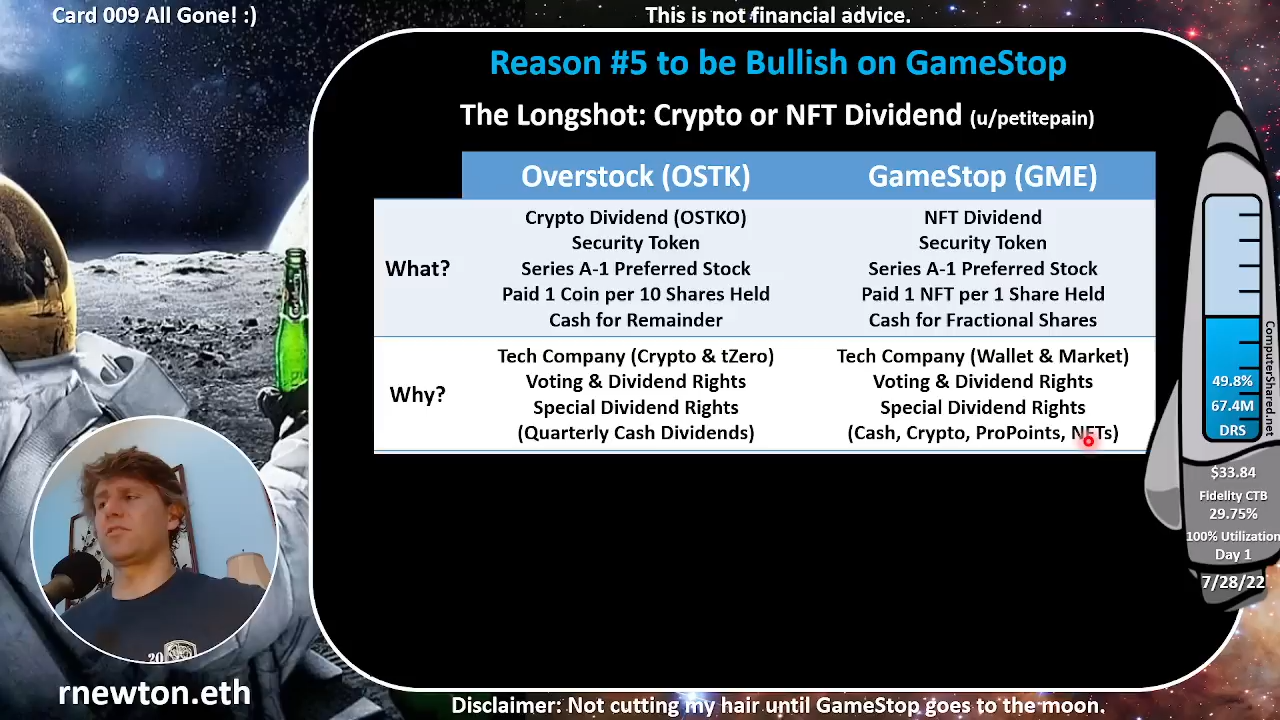 Card 009 All Gone! :)
This is not financial advice.
Reason #5 to be Bullish on GameStop
The Longshot: Crypto or NFT Dividend (u/petitepain)
Overstock (OSTK)
GameStop (GME)
What?
Crypto Dividend (OSTKO)
Security Token
Series A-1 Preferred Stock
Paid 1 Coin per 10 Shares Held
Cash for Remainder
NFT Dividend
Security Token
Series A-1 Preferred Stock
Paid 1 NFT per 1 Share Held
Cash for Fractional Shares
Why?
Tech Company (Crypto & tZero)
Voting & Dividend Rights
Special Dividend Rights
(Quarterly Cash Dividends)
Tech Company (Wallet & Market)
Voting & Dividend Rights
Special Dividend Rights
(Cash, Crypto, ProPoints, NFTs)
49.8%
67.4M
DRS
ComputerShared.net
$33.84
Fidelity CTB
29.75%
100% Utilization
Day 1
7/28/22
20
rnewton.eth
Disclaimer: Not cutting my hair until GameStop goes to the moon.